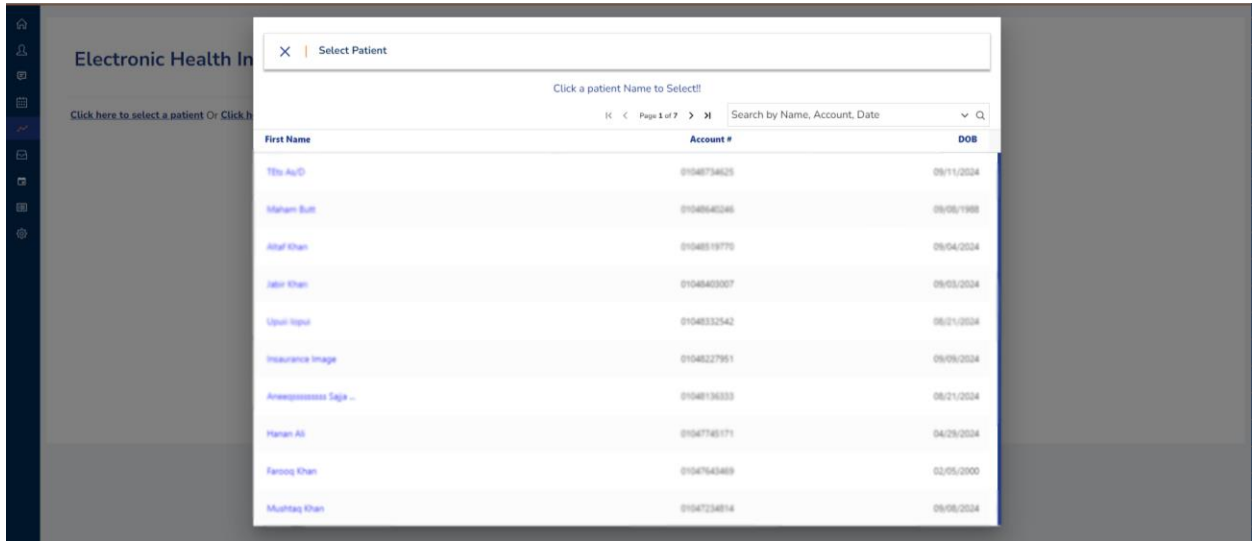 Select Patient
Electronic Health In
Click a patient Name to Select!!
Click here to select a patient Or Click h
Page 1 of 7 Search by Name, Account, Date
First Name Account # DOB
01048734625 09/11/2024
Maham Butt 01048640246 09/08/1988
Altaf Khan 01048519770 09/04/2024
Jabir Khan 01048403007 09/03/2024
01048332542 08/21/2024
Insaurance Image 01048227951 09/09/2024
01048136333 08/21/2024
Hanan Ali 01047745171 04/29/2024
Farooq Khan 01047643469 02/05/2000
Mushtaq Khan 01047234814 09/08/2024